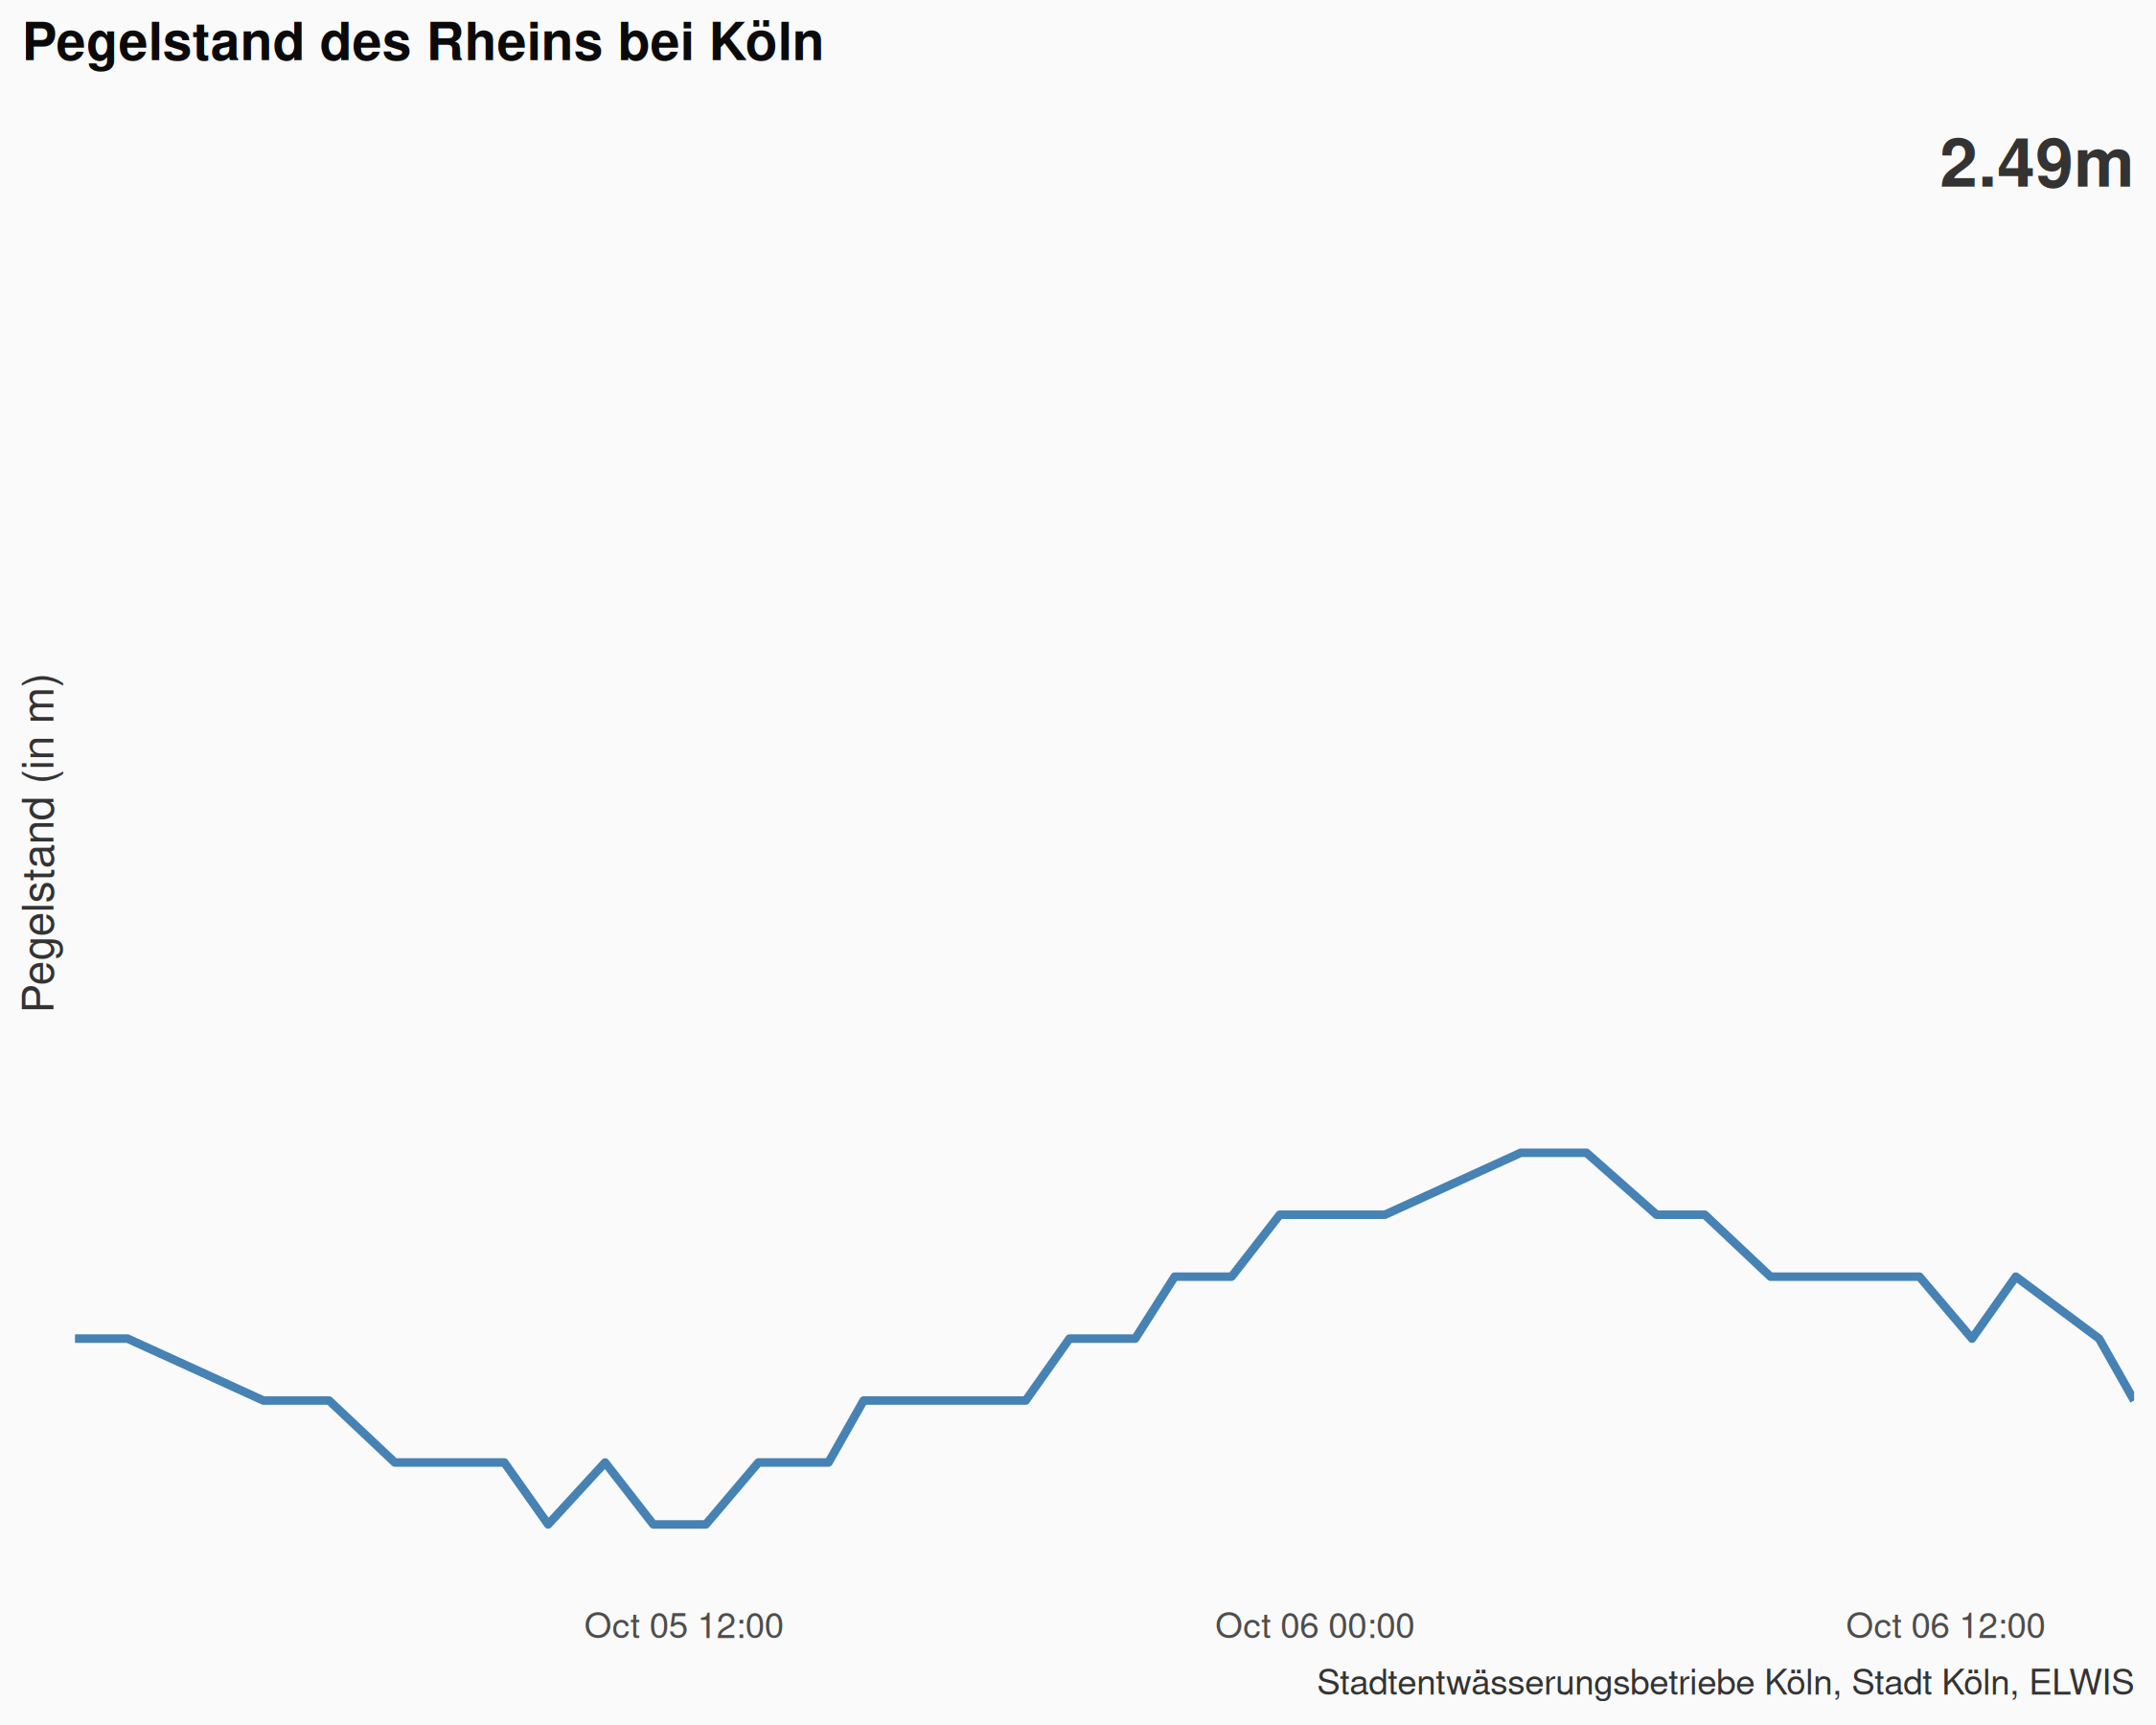 Pegelstand des Rheins bei Köln
2.49m
Pegelstand (in m)
Oct 05 12:00
Oct 06 00:00
Oct 06 12:00
Stadtentwässerungsbetriebe Köln, Stadt Köln, ELWIS